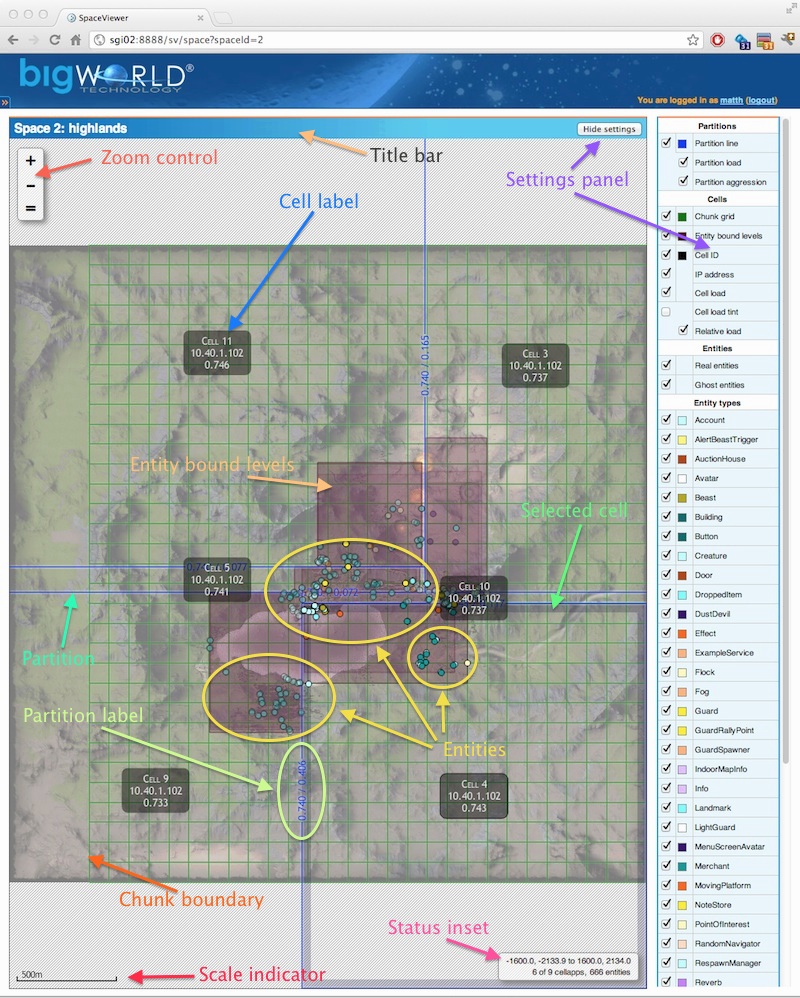 SpaceViewer
sgi02:8888/sv/space?spaceId=2
31
31
bigWORLD®
TECHNOLOGY
You are logged in as matth (logout)
»
Space 2: highlands
Hide settings
Title bar
Zoom control
+
-
=
Settings panel
Cell label
Cell 11
10.40.1.102
0.746
Cell 3
10.40.1.102
0.737
0.740 / 0.165
Entity bound levels
Selected cell
Cell 5
10.40.1.102
0.741
Cell 10
10.40.1.102
0.737
Partition
Partition label
Entities
0.740 / 0.406
Cell 9
10.40.1.102
0.733
Cell 4
10.40.1.102
0.743
Chunk boundary
Status inset
-1600.0, -2133.9 to 1600.0, 2134.0
6 of 9 cellapps, 666 entities
500m
Scale indicator
Partitions
Partition line
Partition load
Partition aggression
Cells
Chunk grid
Entity bound levels
Cell ID
IP address
Cell load
Cell load tint
Relative load
Entities
Real entities
Ghost entities
Entity types
Account
AlertBeastTrigger
AuctionHouse
Avatar
Beast
Building
Button
Creature
Door
DroppedItem
DustDevil
Effect
ExampleService
Flock
Fog
Guard
GuardRallyPoint
GuardSpawner
IndoorMapInfo
Info
Landmark
LightGuard
MenuScreenAvatar
Merchant
MovingPlatform
NoteStore
PointOfInterest
RandomNavigator
RespawnManager
Reverb